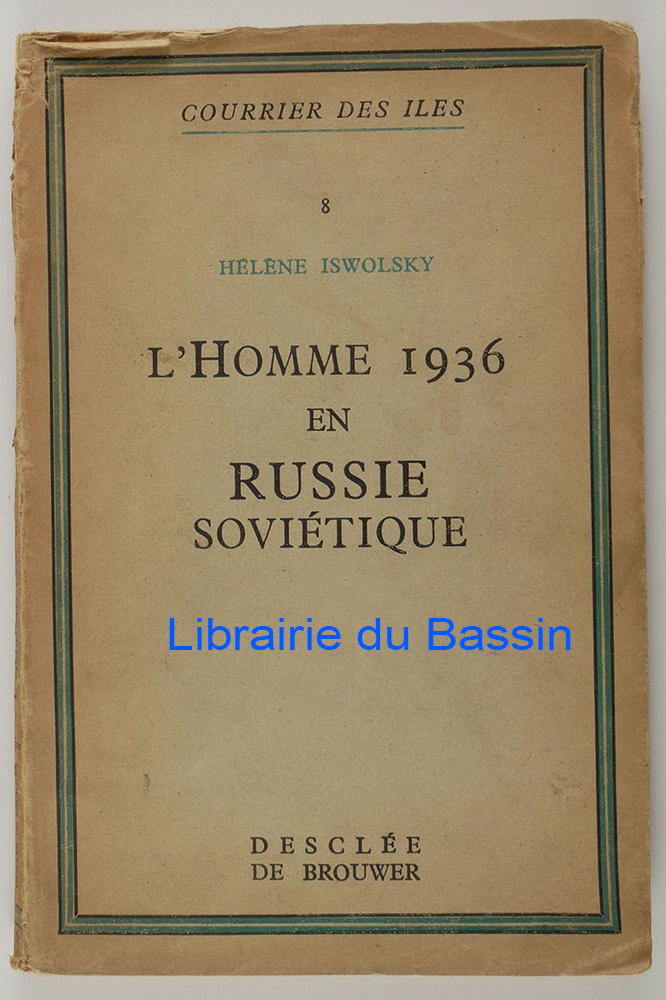 COURRIER DES ILES
8
HÉLÈNE ISWOLSKY
L'HOMME 1936
EN
RUSSIE
SOVIÉTIQUE
Librairie du Bassin
DESCLÉE
DE BROUWER